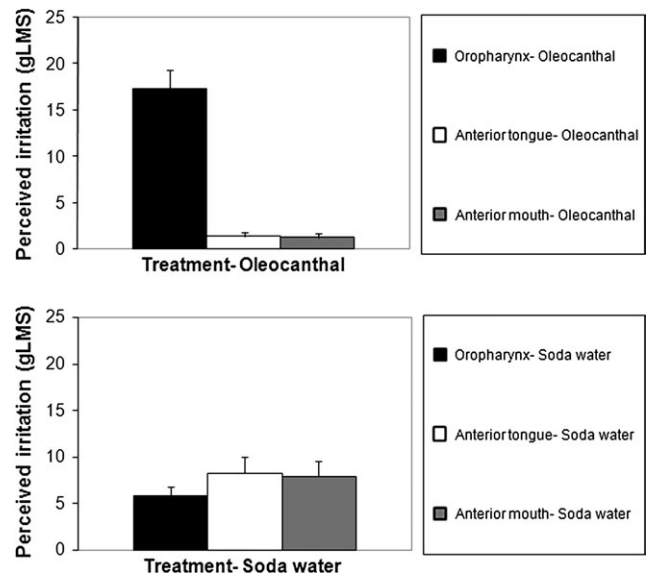 Perceived irritation (gLMS)
25
20
15
10
5
0
Treatment- Oleocanthal
Oropharynx- Oleocanthal
Anterior tongue- Oleocanthal
Anterior mouth- Oleocanthal
Perceived irritation (gLMS)
25
20
15
10
5
0
Treatment- Soda water
Oropharynx- Soda water
Anterior tongue- Soda water
Anterior mouth- Soda water